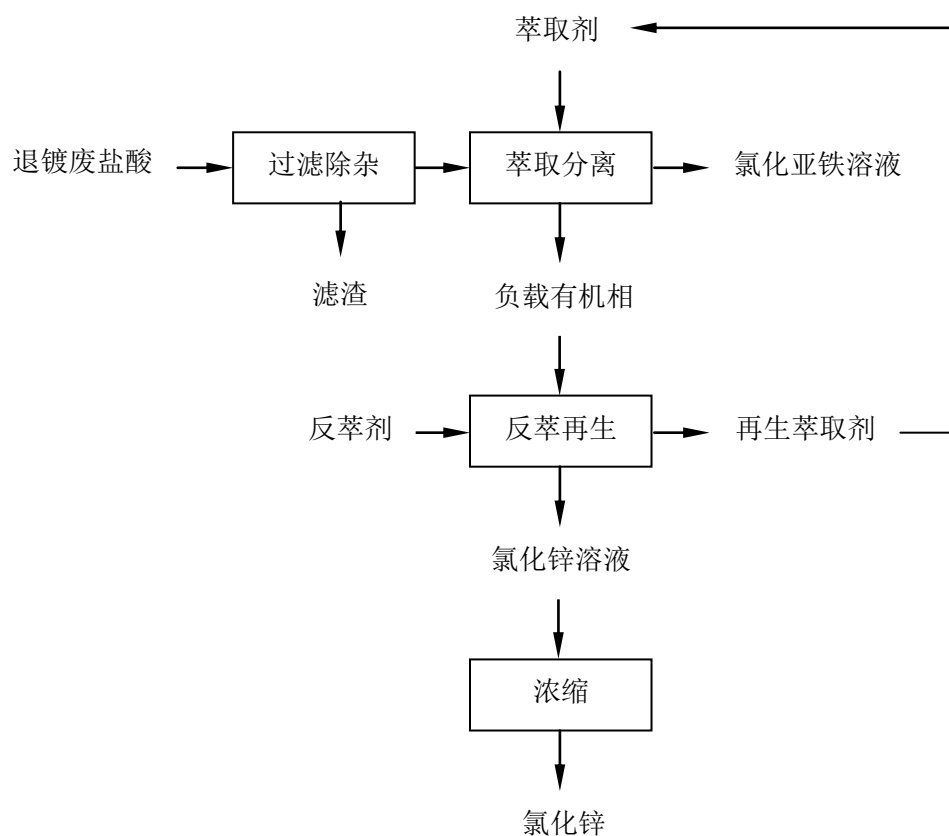 萃取剂
退镀废盐酸
过滤除杂
萃取分离
氯化亚铁溶液
滤渣
负载有机相
反萃剂
反萃再生
再生萃取剂
氯化锌溶液
浓缩
氯化锌